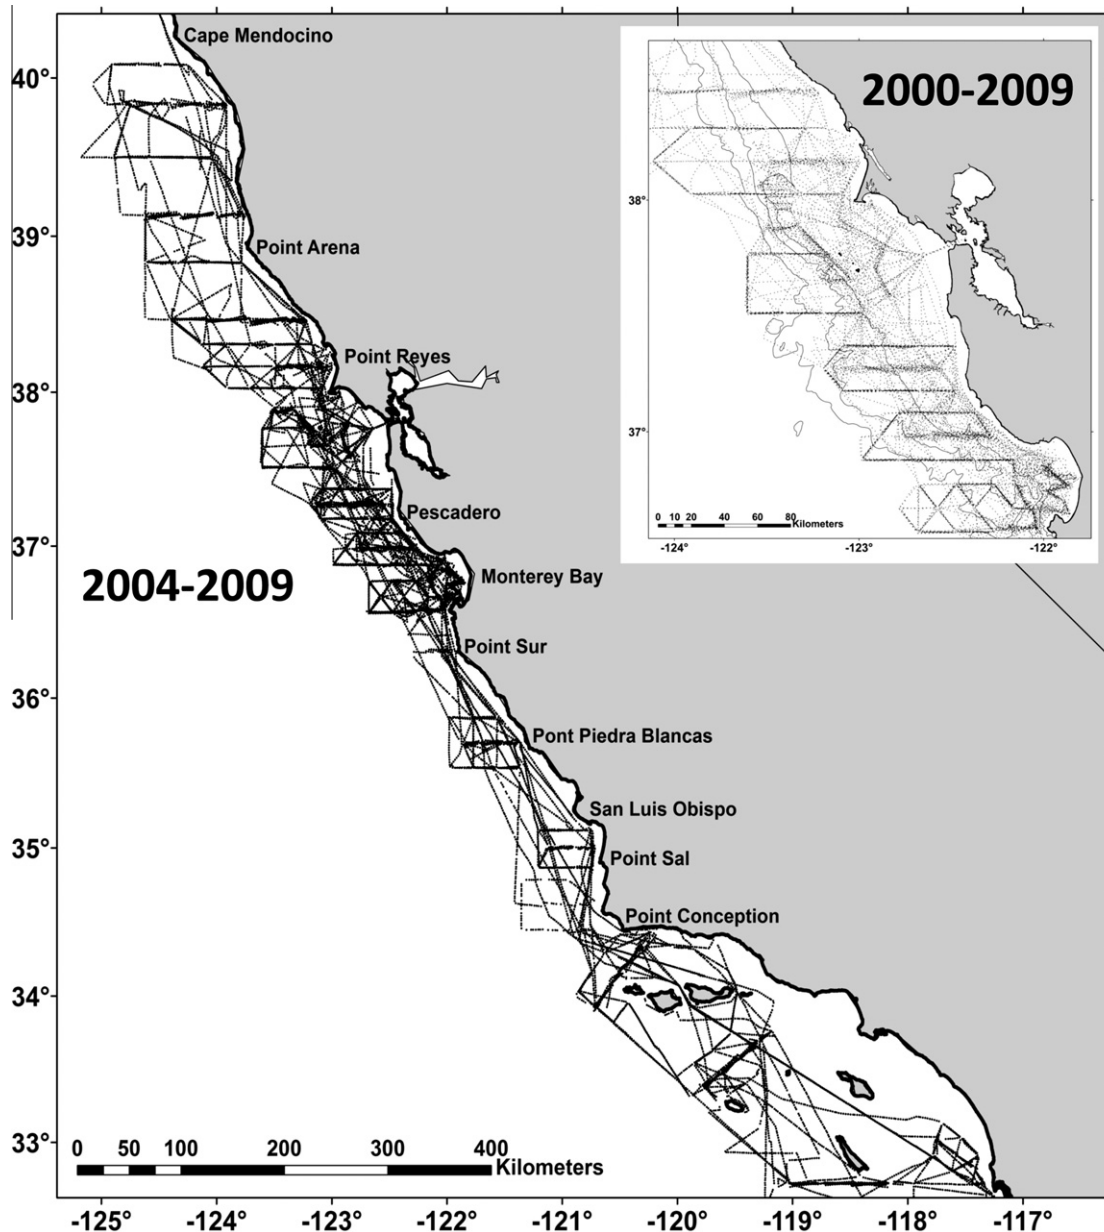 Cape Mendocino
2000-2009
40°
39°
Point Arena
38°
Point Reyes
38°
37°
0 10 20 40 60 80
Kilometers
-124° -123° -122°
Pescadero
37°
Monterey Bay
2004-2009
Point Sur
36°
Pont Piedra Blancas
San Luis Obispo
35°
Point Sal
Point Conception
34°
33°
0 50 100 200 300 400
Kilometers
-125° -124° -123° -122° -121° -120° -119° -118° -117°